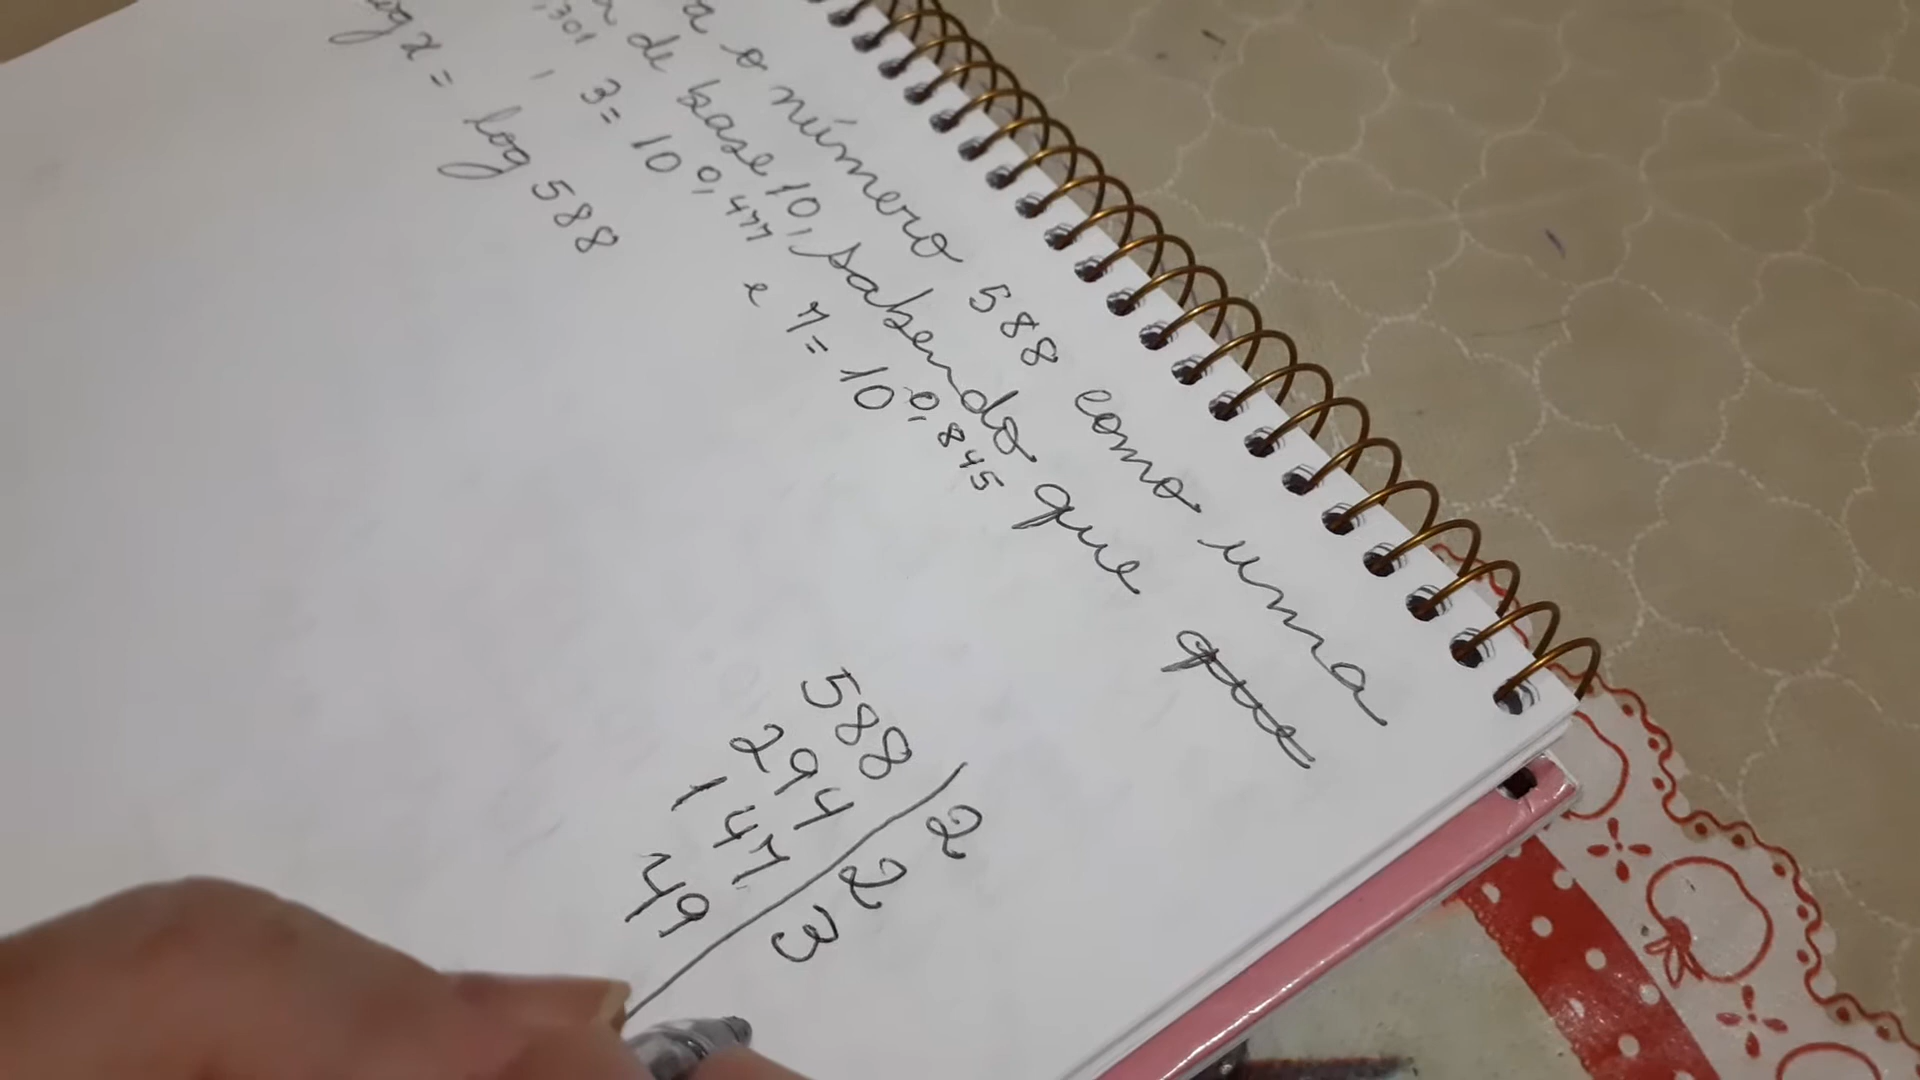 a o número 588 como uma
de base 10, sabendo que que
,301, 3 = 10^0,477 e 7 = 10^0,845
log x = log 588
588 | 2
294 | 2
147 | 3
49